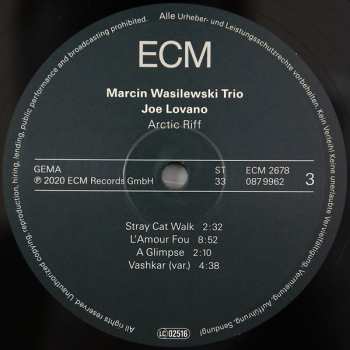 Alle Urheber- und Leistungsschutzrechte vorbehalten. Kein Verleih! Keine unerlaubte Vervielfältigung, Vermietung, Aufführung, Sendung!
ECM
Marcin Wasilewski Trio
Joe Lovano
Arctic Riff
GEMA ST ECM 2678
℗ 2020 ECM Records GmbH 33 087 9962 3
Stray Cat Walk 2:32
L'Amour Fou 8:52
A Glimpse 2:10
Vashkar (var.) 4:38
LC 02516
All rights reserved. Unauthorized copying, reproduction, hiring, lending, public performance and broadcasting prohibited.